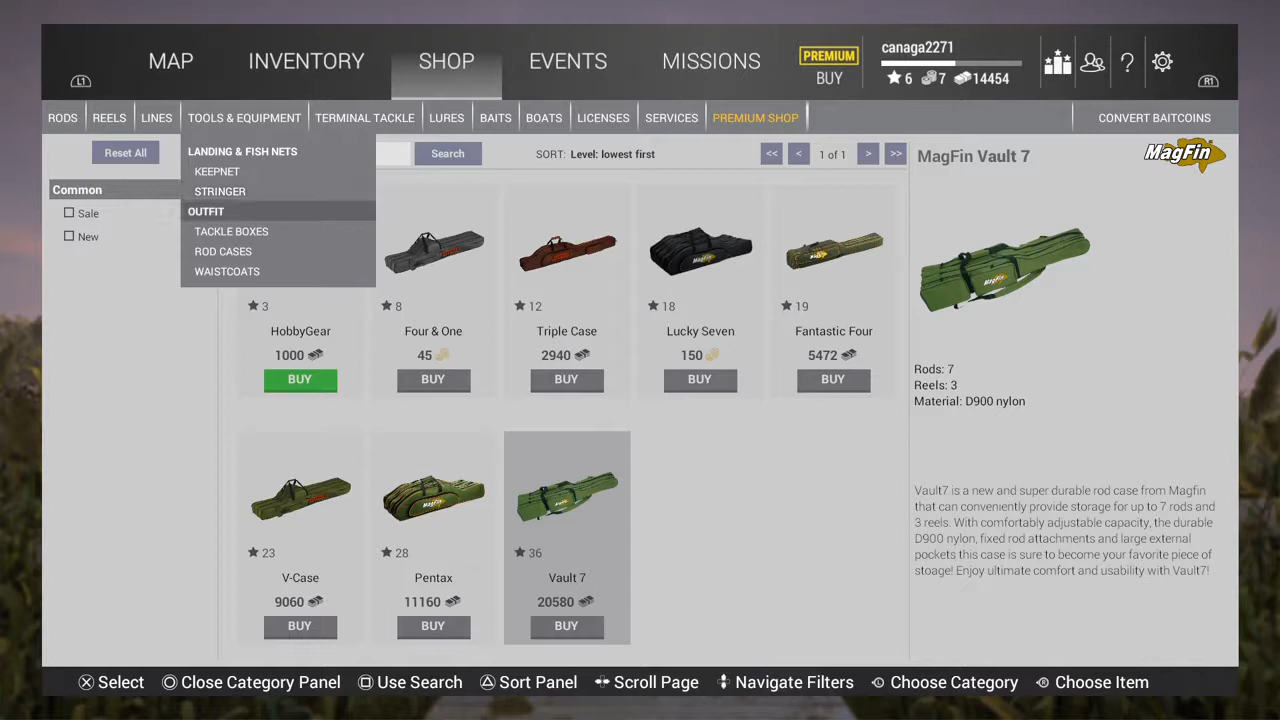 MAP INVENTORY SHOP EVENTS MISSIONS PREMIUM BUY canaga2271
L1 6 7 14454 ? R1
RODS REELS LINES TOOLS & EQUIPMENT TERMINAL TACKLE LURES BAITS BOATS LICENSES SERVICES PREMIUM SHOP CONVERT BAITCOINS
Reset All
Search SORT: Level: lowest first << < 1 of 1 > >>
Common
Sale
New
LANDING & FISH NETS
KEEPNET
STRINGER
OUTFIT
TACKLE BOXES
ROD CASES
WAISTCOATS
3 8 12 18 19
HobbyGear Four & One Triple Case Lucky Seven Fantastic Four
1000 45 2940 150 5472
BUY BUY BUY BUY BUY
23 28 36
V-Case Pentax Vault 7
9060 11160 20580
BUY BUY BUY
MagFin Vault 7 MagFin
Rods: 7
Reels: 3
Material: D900 nylon
Vault7 is a new and super durable rod case from Magfin
that can conveniently provide storage for up to 7 rods and
3 reels. With comfortably adjustable capacity, the durable
D900 nylon, fixed rod attachments and large external
pockets this case is sure to become your favorite piece of
stoage! Enjoy ultimate comfort and usability with Vault7!
Select Close Category Panel Use Search Sort Panel Scroll Page Navigate Filters Choose Category Choose Item